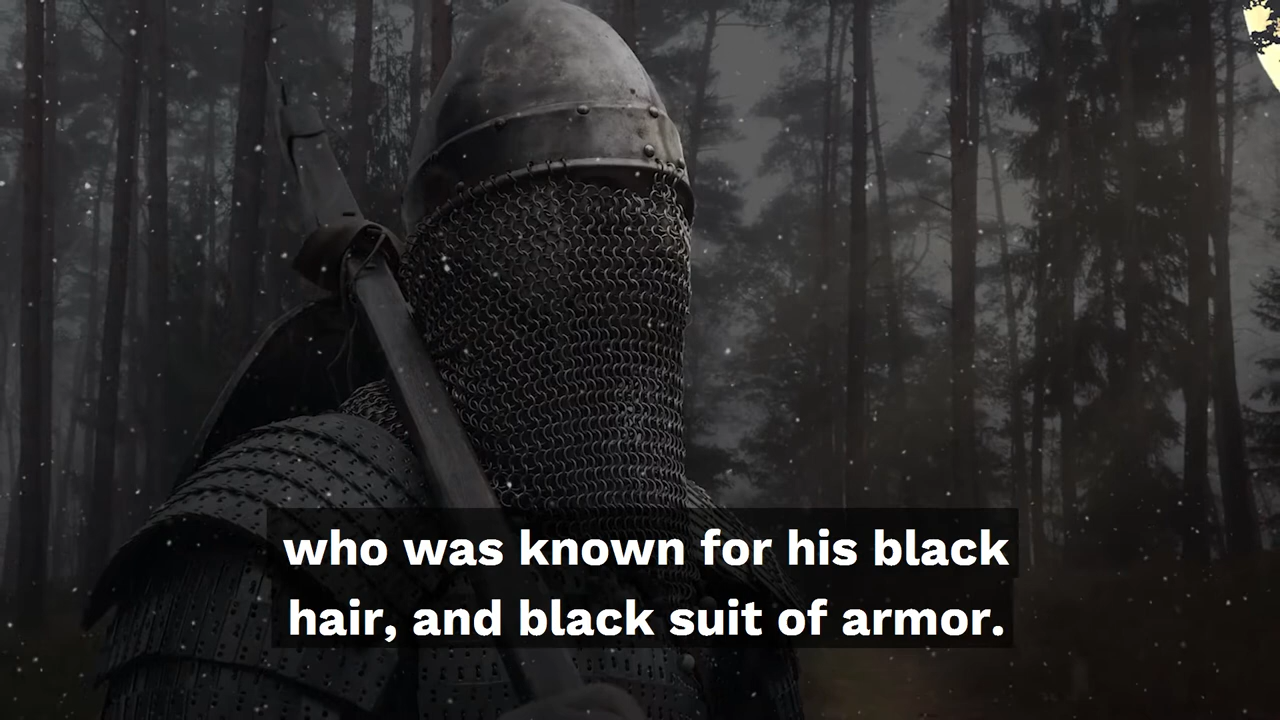 who was known for his black
hair, and black suit of armor.